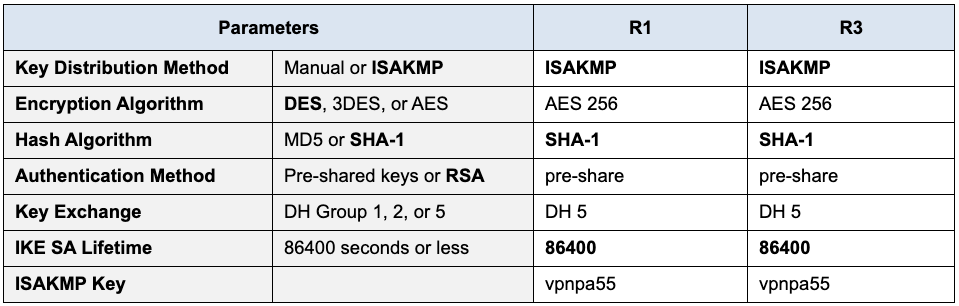 Parameters R1 R3
Key Distribution Method Manual or ISAKMP ISAKMP ISAKMP
Encryption Algorithm DES, 3DES, or AES AES 256 AES 256
Hash Algorithm MD5 or SHA-1 SHA-1 SHA-1
Authentication Method Pre-shared keys or RSA pre-share pre-share
Key Exchange DH Group 1, 2, or 5 DH 5 DH 5
IKE SA Lifetime 86400 seconds or less 86400 86400
ISAKMP Key vpnpa55 vpnpa55